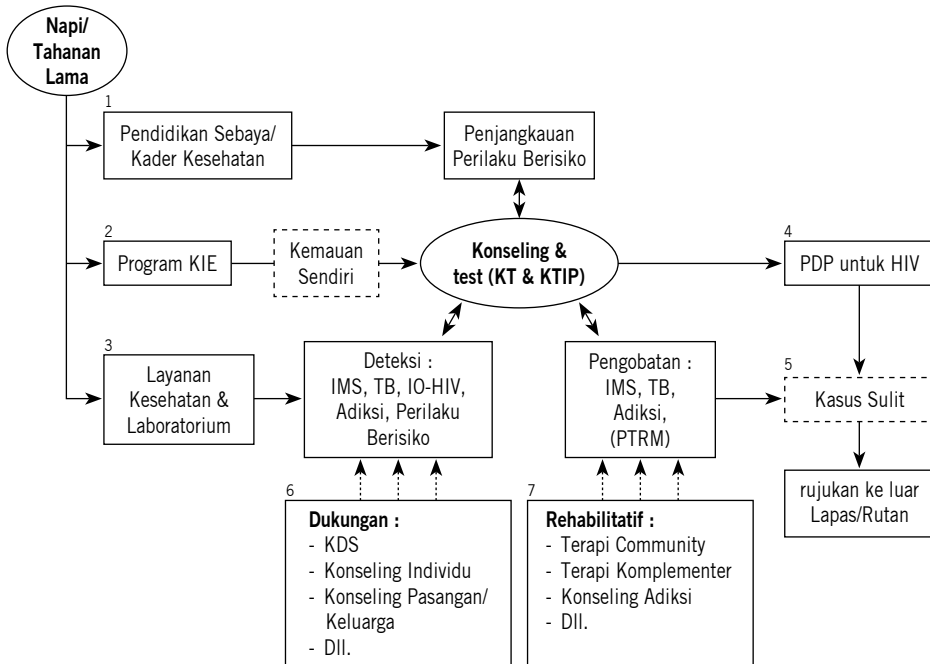 Napi/
Tahanan
Lama
1
Pendidikan Sebaya/
Kader Kesehatan
Penjangkauan
Perilaku Berisiko
2
Program KIE
Kemauan
Sendiri
Konseling &
test (KT & KTIP)
4
PDP untuk HIV
3
Layanan
Kesehatan &
Laboratorium
Deteksi :
IMS, TB, IO-HIV,
Adiksi, Perilaku
Berisiko
Pengobatan :
IMS, TB,
Adiksi,
(PTRM)
5
Kasus Sulit
rujukan ke luar
Lapas/Rutan
6
Dukungan :
- KDS
- Konseling Individu
- Konseling Pasangan/
Keluarga
- Dll.
7
Rehabilitatif :
- Terapi Community
- Terapi Komplementer
- Konseling Adiksi
- Dll.